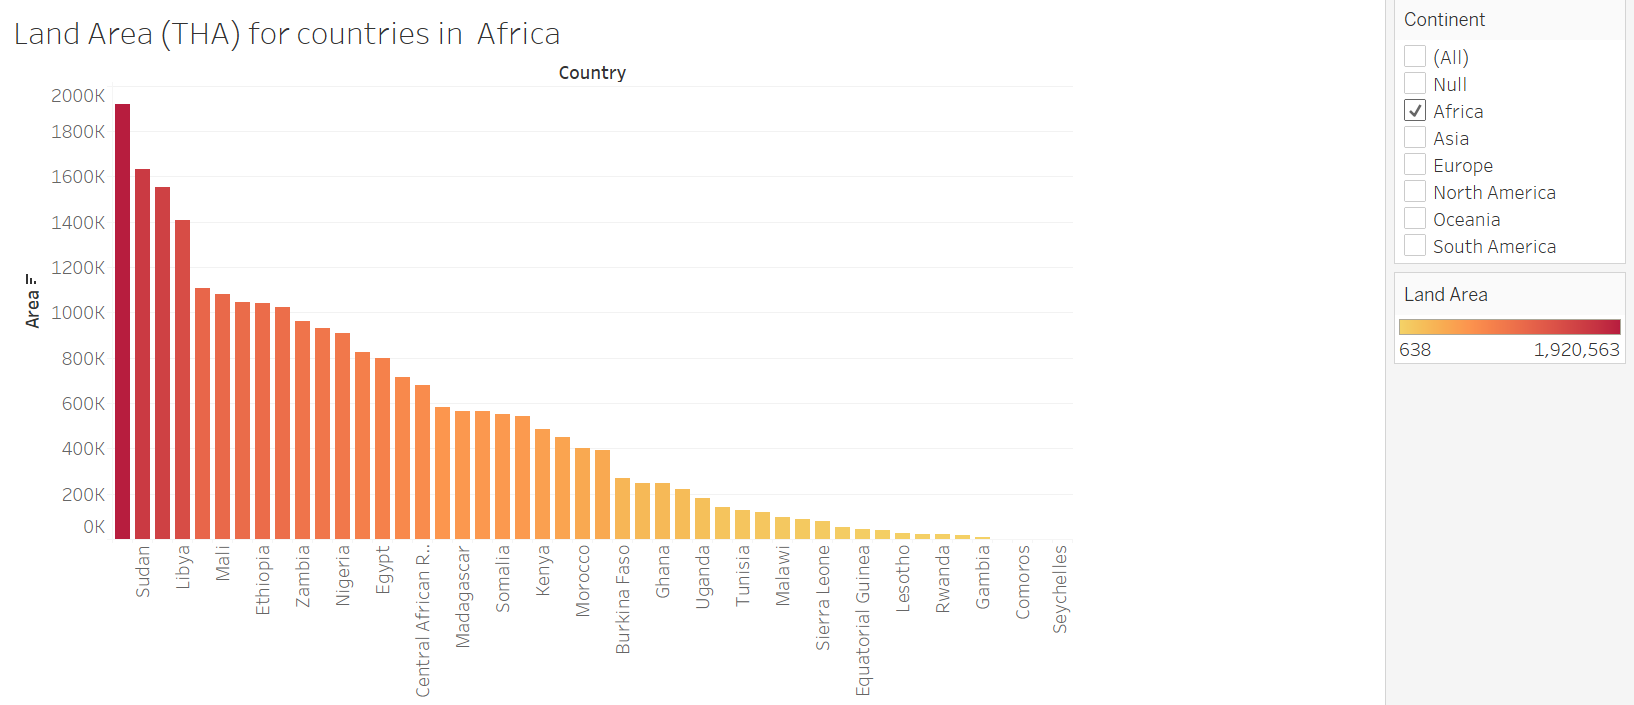 Land Area (THA) for countries in  Africa
Country
Area
2000K
1800K
1600K
1400K
1200K
1000K
800K
600K
400K
200K
0K
Sudan
Libya
Mali
Ethiopia
Zambia
Nigeria
Egypt
Central African R..
Madagascar
Somalia
Kenya
Morocco
Burkina Faso
Ghana
Uganda
Tunisia
Malawi
Sierra Leone
Equatorial Guinea
Lesotho
Rwanda
Gambia
Comoros
Seychelles
Continent
(All)
Null
Africa
Asia
Europe
North America
Oceania
South America
Land Area
638 1,920,563